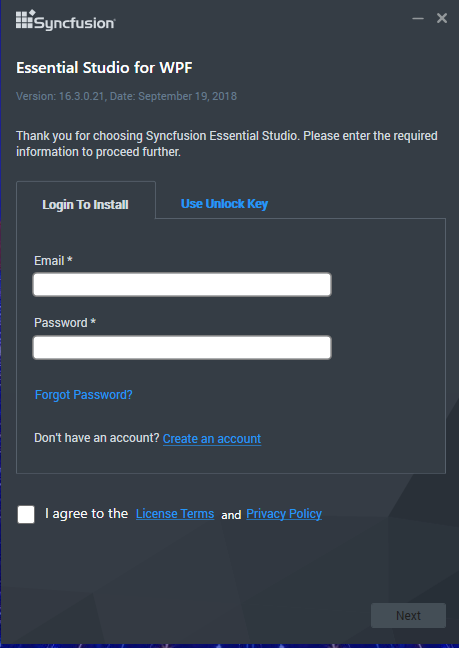 Syncfusion
Essential Studio for WPF
Version: 16.3.0.21, Date: September 19, 2018
Thank you for choosing Syncfusion Essential Studio. Please enter the required
information to proceed further.
Login To Install
Use Unlock Key
Email *
Password *
Forgot Password?
Don't have an account? Create an account
I agree to the License Terms and Privacy Policy
Next